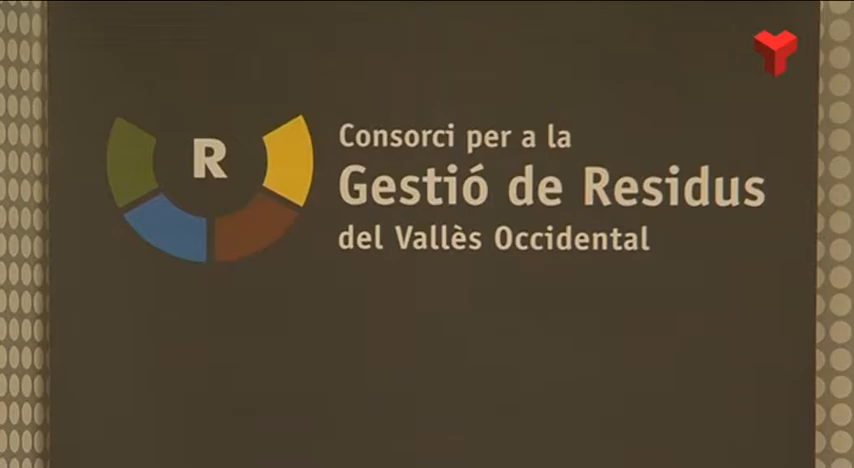 R
Consorci per a la
Gestió de Residus
del Vallès Occidental